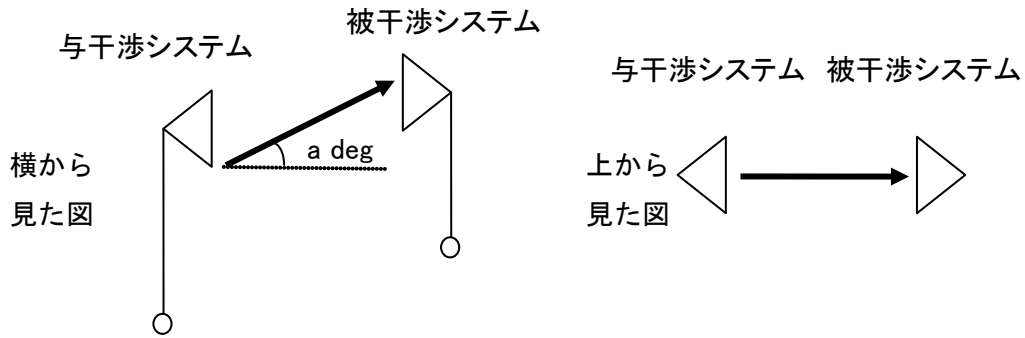 与干渉システム
被干渉システム
a deg
横から
見た図
与干渉システム 被干渉システム
上から
見た図